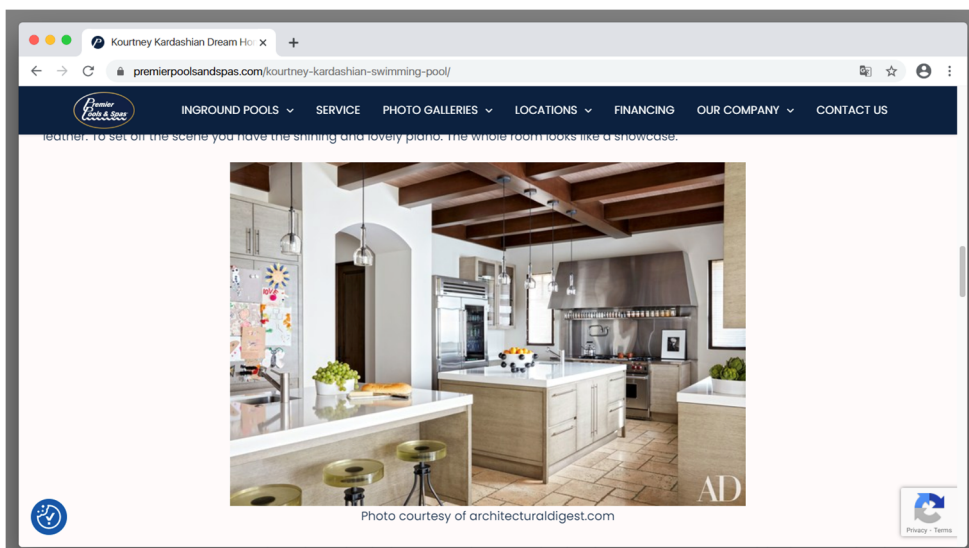 Kourtney Kardashian Dream Hor
premierpoolsandspas.com/kourtney-kardashian-swimming-pool/
Premier
Pools & Spas
INGROUND POOLS
SERVICE
PHOTO GALLERIES
LOCATIONS
FINANCING
OUR COMPANY
CONTACT US
leather. To set off the scene you have the shining and lovely piano. The whole room looks like a showcase.
AD
Photo courtesy of architecturaldigest.com
Privacy - Terms